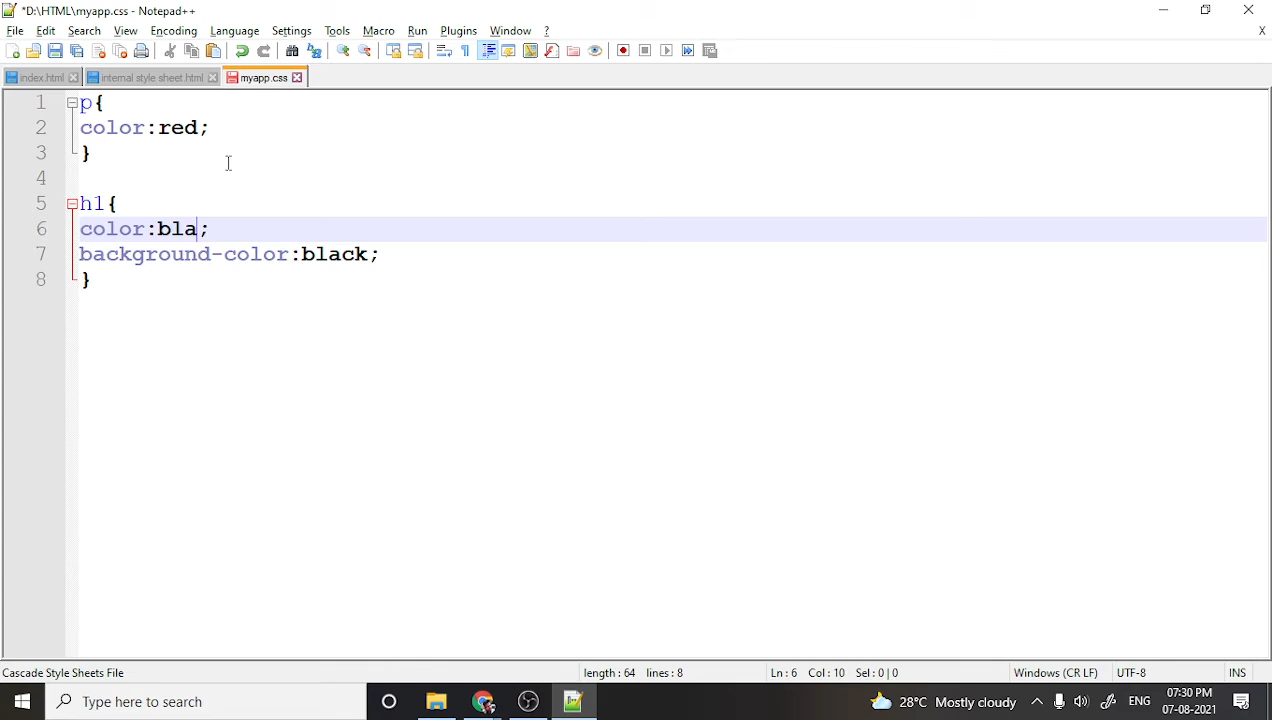 *D:\HTML\myapp.css - Notepad++
File Edit Search View Encoding Language Settings Tools Macro Run Plugins Window ? X
index.html internal style sheet.html myapp.css
1 p{
2 color:red;
3 }
4
5 h1{
6 color:bla;
7 background-color:black;
8 }
Cascade Style Sheets File length : 64 lines : 8 Ln : 6 Col : 10 Sel : 0 | 0 Windows (CR LF) UTF-8 INS
Type here to search 28°C Mostly cloudy ENG 07:30 PM
07-08-2021